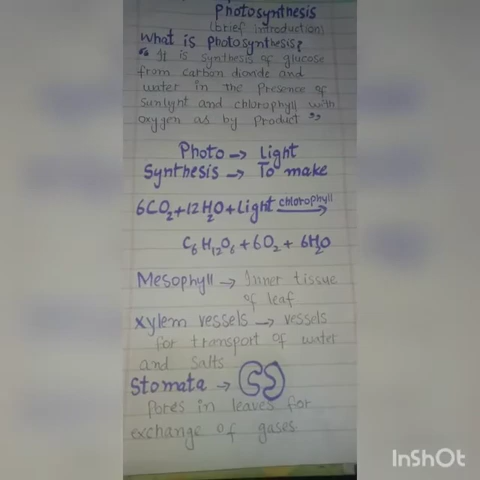 Photosynthesis
(brief introduction)
What is Photosynthesis?
"It is synthesis of glucose
from carbon dioxide and
water in the Presence of
Sunlight and chlorophyll with
oxygen as by Product"
Photo → Light
Synthesis → To make
6CO2+12H2O+Light chlorophyll →
C6H12O6+6O2+6H2O
Mesophyll → Inner tissue
of leaf
Xylem vessels → vessels
for transport of water
and salts
Stomata →
Pores in leaves for
exchange of gases.
InShOt